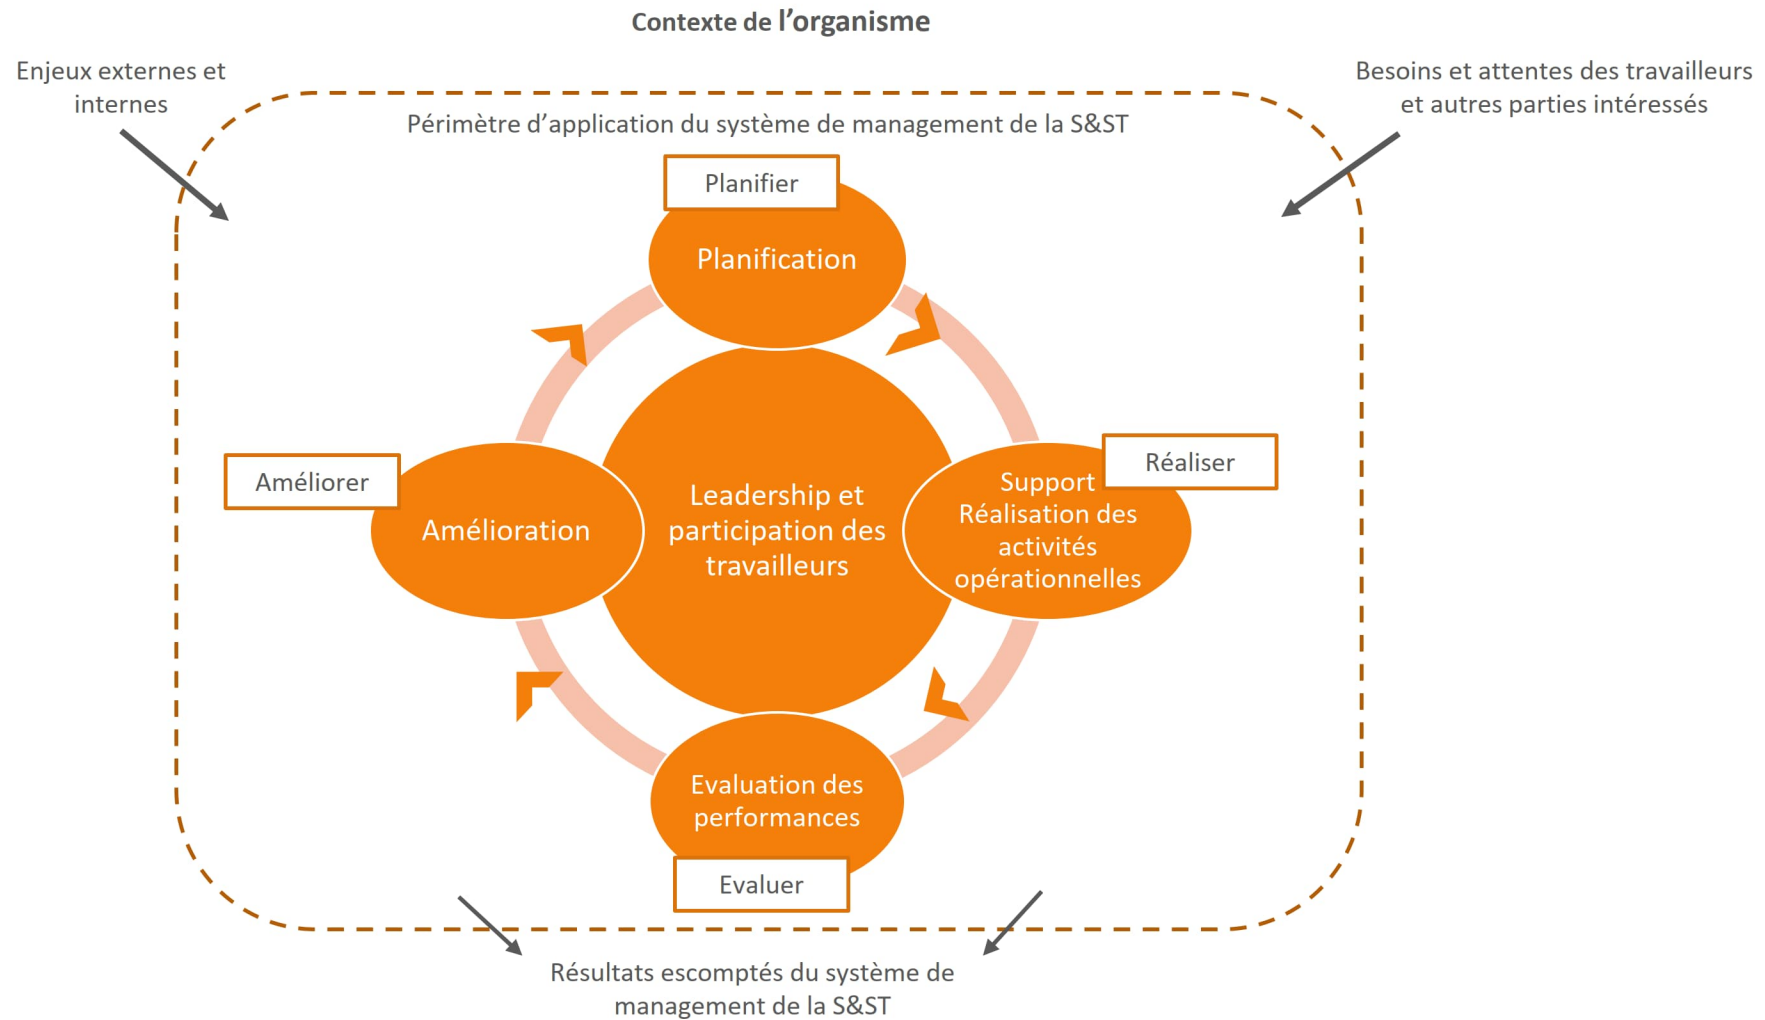 Contexte de l'organisme
Enjeux externes et
internes
Besoins et attentes des travailleurs
et autres parties intéressés
Périmètre d'application du système de management de la S&ST
Planifier
Planification
Améliorer
Amélioration
Leadership et
participation des
travailleurs
Réaliser
Support
Réalisation des
activités
opérationnelles
Evaluation des
performances
Evaluer
Résultats escomptés du système de
management de la S&ST